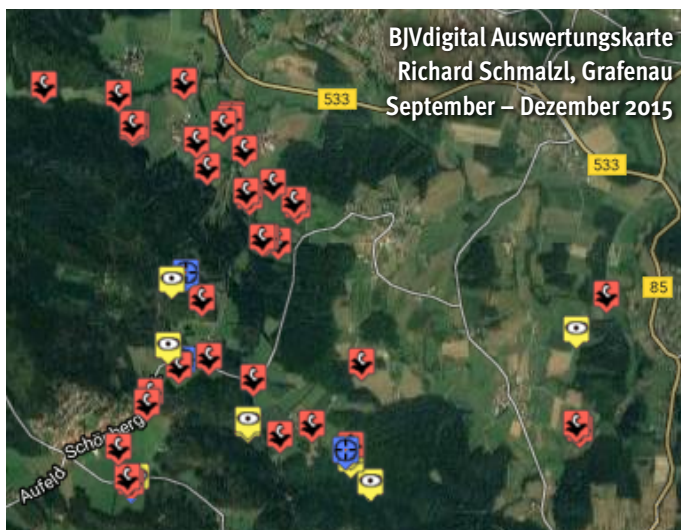 BJVdigital Auswertungskarte
Richard Schmalzl, Grafenau
September – Dezember 2015
533
533
85
Aufeld Schönberg